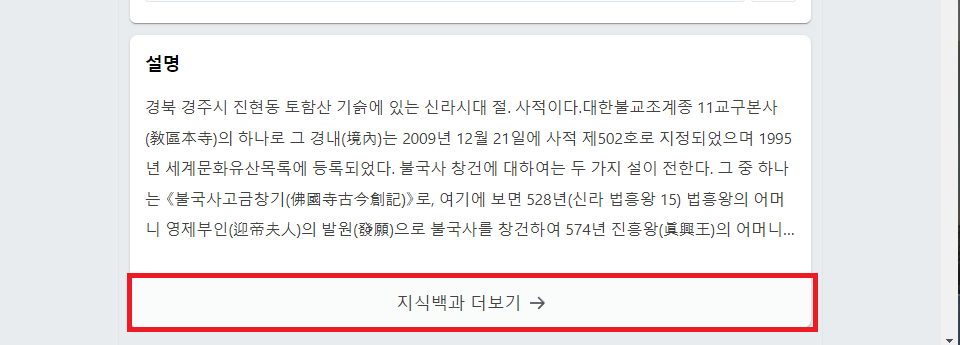 설명
경북 경주시 진현동 토함산 기슭에 있는 신라시대 절. 사적이다.대한불교조계종 11교구본사
(敎區本寺)의 하나로 그 경내(境內)는 2009년 12월 21일에 사적 제502호로 지정되었으며 1995
년 세계문화유산목록에 등록되었다. 불국사 창건에 대하여는 두 가지 설이 전한다. 그 중 하나
는 《불국사고금창기(佛國寺古今創記)》로, 여기에 보면 528년(신라 법흥왕 15) 법흥왕의 어머
니 영제부인(迎帝夫人)의 발원(發願)으로 불국사를 창건하여 574년 진흥왕(眞興王)의 어머니...
지식백과 더보기 →